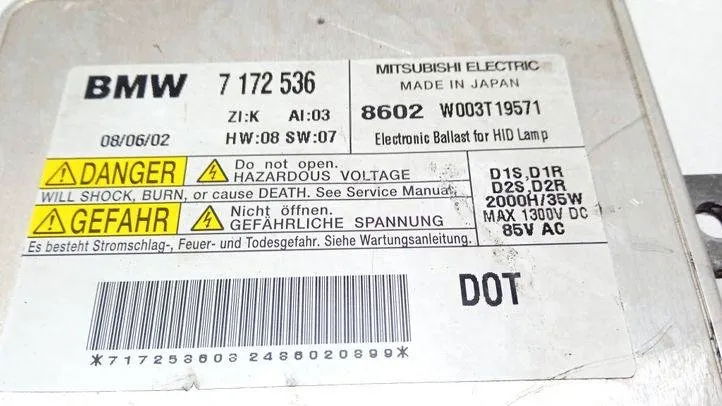 BMW 7 172 536
ZI:K AI:03
08/06/02 HW:08 SW:07
MITSUBISHI ELECTRIC
MADE IN JAPAN
8602 W003T19571
Electronic Ballast for HID Lamp
DANGER
Do not open.
HAZARDOUS VOLTAGE
WILL SHOCK, BURN, or cause DEATH. See Service Manual.
GEFAHR
Nicht öffnen.
GEFÄHRLICHE SPANNUNG
Es besteht Stromschlag-, Feuer- und Todesgefahr. Siehe Wartungsanleitung.
D1S,D1R
D2S,D2R
2000H/35W
MAX 1300V DC
85V AC
DOT
*717253603 2486020899*